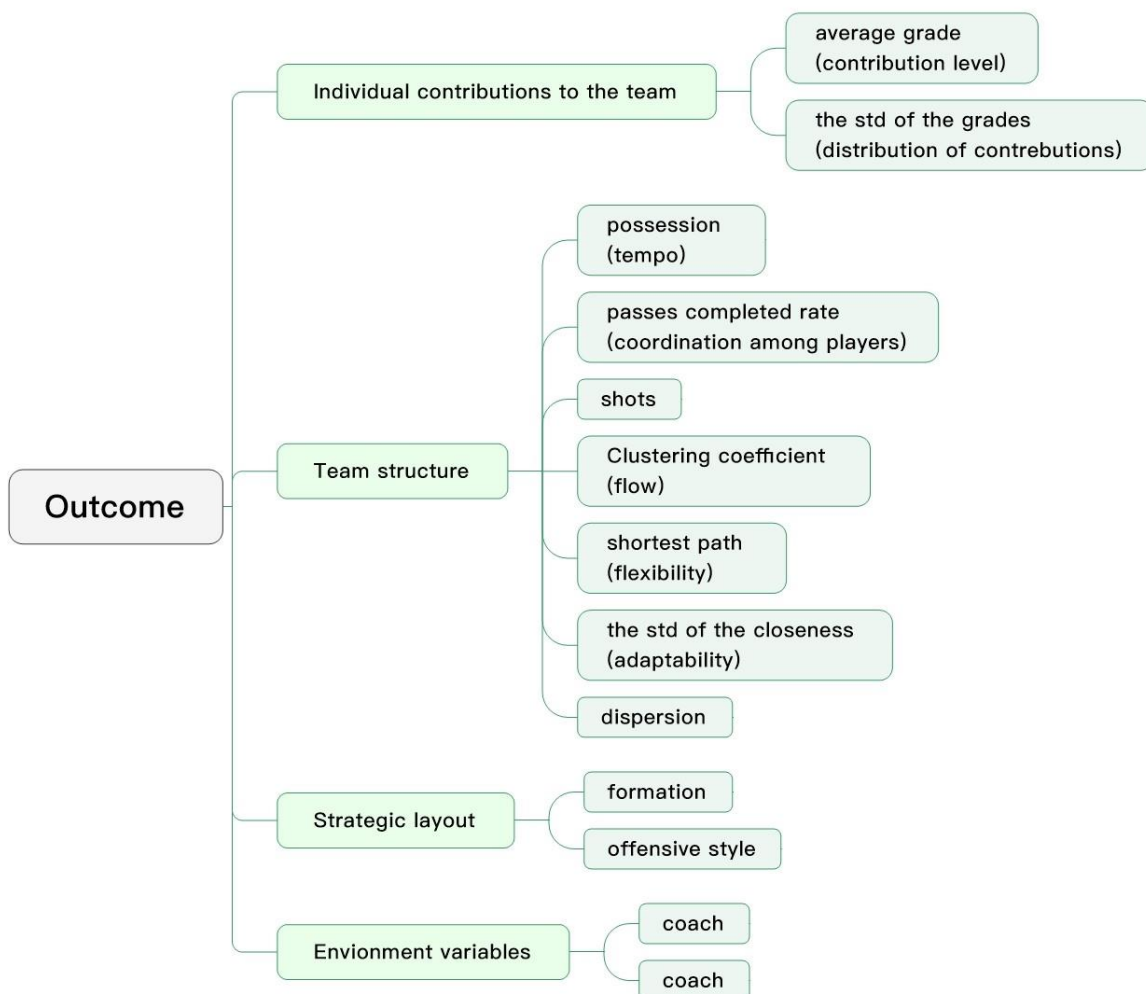 Outcome
Individual contributions to the team
average grade
(contribution level)
the std of the grades
(distribution of contrebutions)
Team structure
possession
(tempo)
passes completed rate
(coordination among players)
shots
Clustering coefficient
(flow)
shortest path
(flexibility)
the std of the closeness
(adaptability)
dispersion
Strategic layout
formation
offensive style
Envionment variables
coach
coach